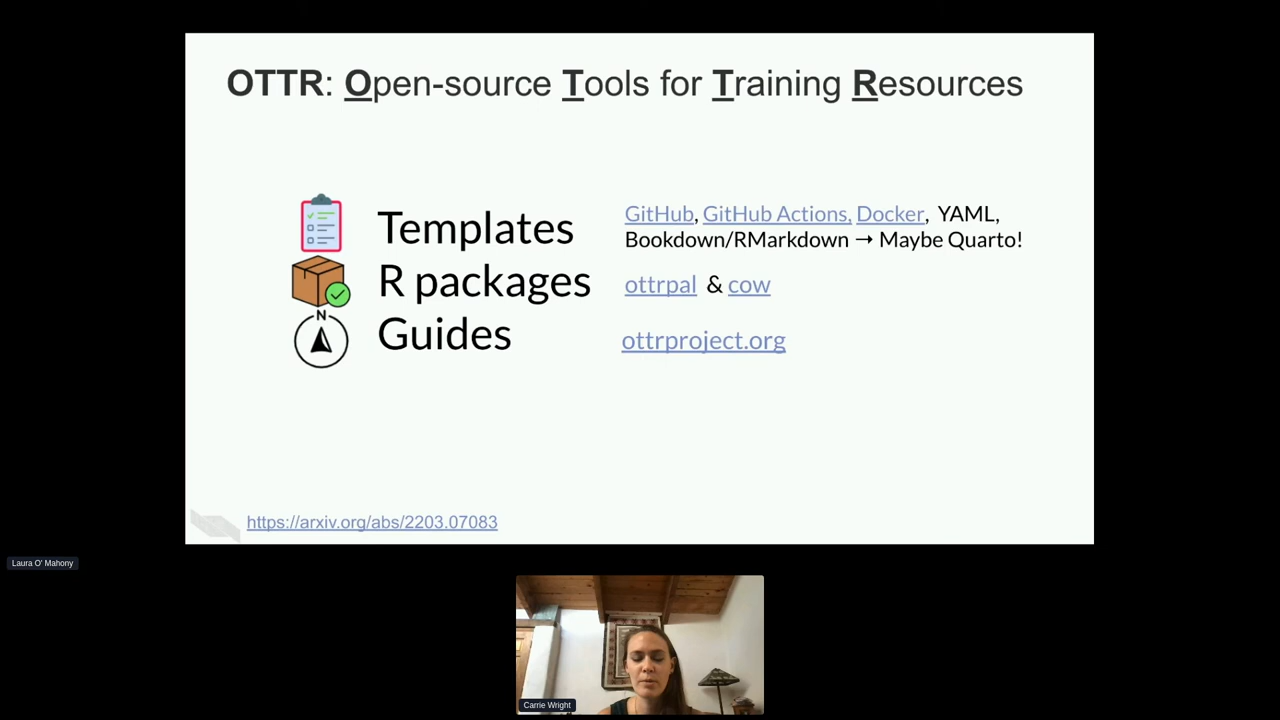 OTTR: Open-source Tools for Training Resources
Templates
GitHub, GitHub Actions, Docker, YAML,
Bookdown/RMarkdown → Maybe Quarto!
R packages
ottrpal & cow
N
Guides
ottrproject.org
https://arxiv.org/abs/2203.07083
Laura O' Mahony
Carrie Wright